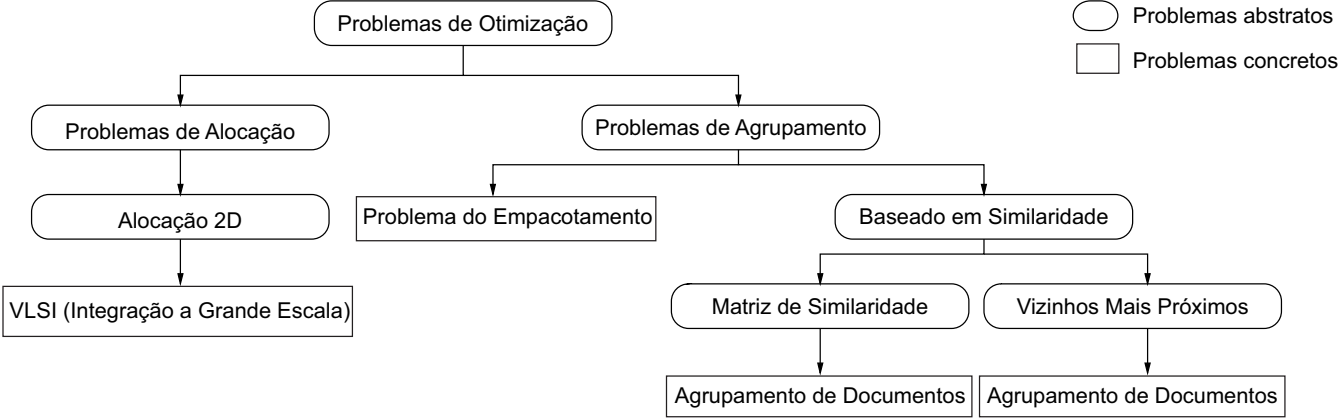 Problemas de Otimização
Problemas abstratos
Problemas concretos
Problemas de Alocação
Problemas de Agrupamento
Alocação 2D
Problema do Empacotamento
Baseado em Similaridade
VLSI (Integração a Grande Escala)
Matriz de Similaridade
Vizinhos Mais Próximos
Agrupamento de Documentos
Agrupamento de Documentos